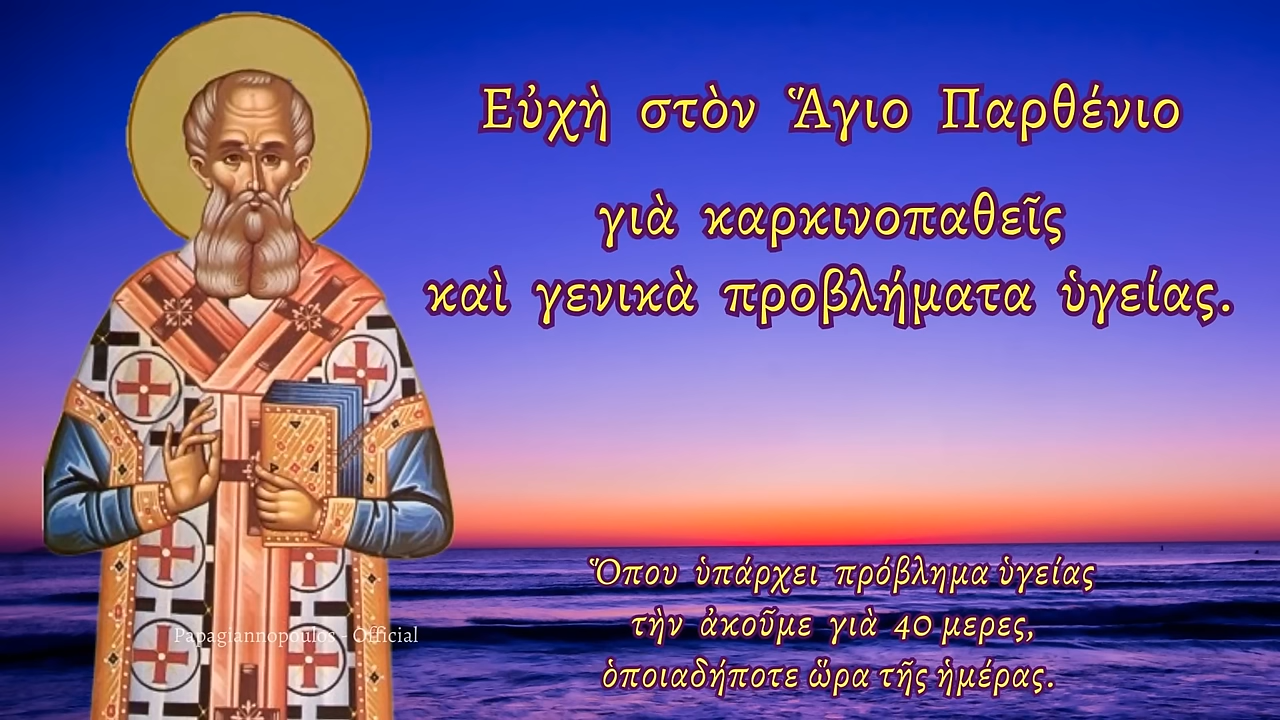 Εὐχὴ στὸν Ἅγιο Παρθένιο
γιὰ καρκινοπαθεῖς
καὶ γενικὰ προβλήματα ὑγείας.
Ὅπου ὑπάρχει πρόβλημα ὑγείας
τὴν ἀκοῦμε γιὰ 40 μερες,
ὁποιαδήποτε ὥρα τῆς ἡμέρας.
Papagiannopoulos - Official